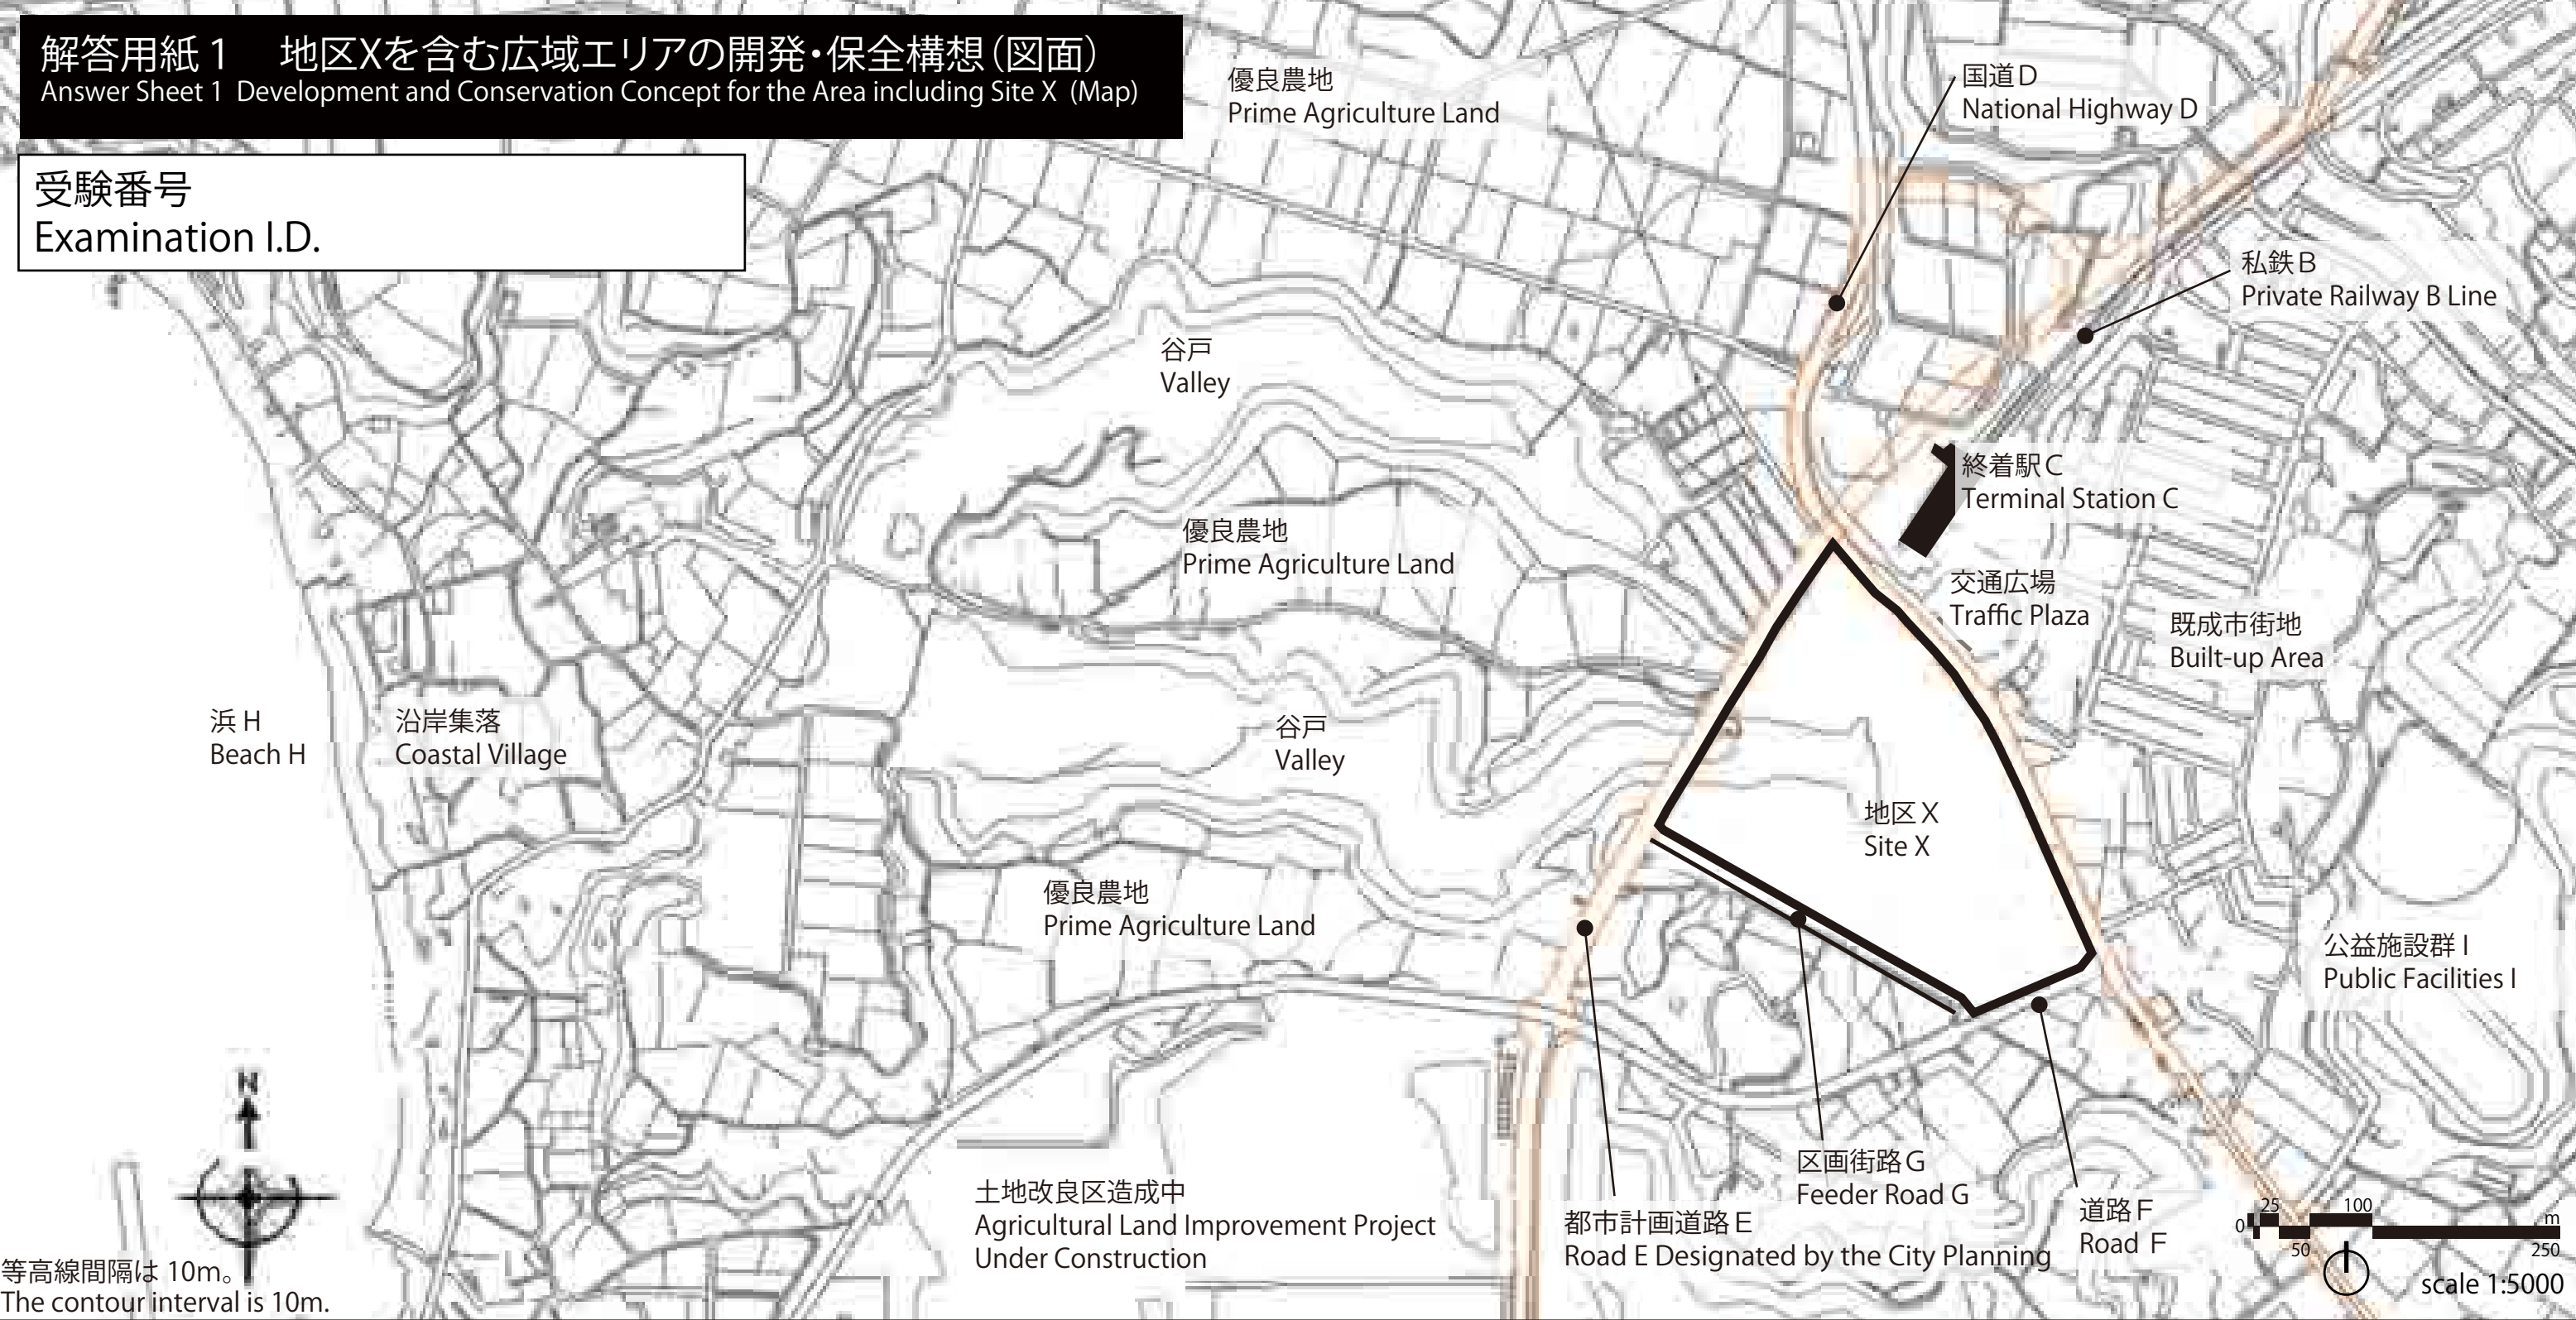 解答用紙1　地区Xを含む広域エリアの開発・保全構想（図面）
Answer Sheet 1 Development and Conservation Concept for the Area including Site X (Map)
受験番号
Examination I.D.
優良農地
Prime Agriculture Land
国道D
National Highway D
私鉄B
Private Railway B Line
谷戸
Valley
終着駅C
Terminal Station C
優良農地
Prime Agriculture Land
交通広場
Traffic Plaza
既成市街地
Built-up Area
浜 H
Beach H
沿岸集落
Coastal Village
谷戸
Valley
地区X
Site X
優良農地
Prime Agriculture Land
公益施設群 I
Public Facilities I
N
土地改良区造成中
Agricultural Land Improvement Project
Under Construction
区画街路G
Feeder Road G
都市計画道路E
Road E Designated by the City Planning
道路F
Road F
0 25 50 100 250 m
scale 1:5000
等高線間隔は 10m。
The contour interval is 10m.